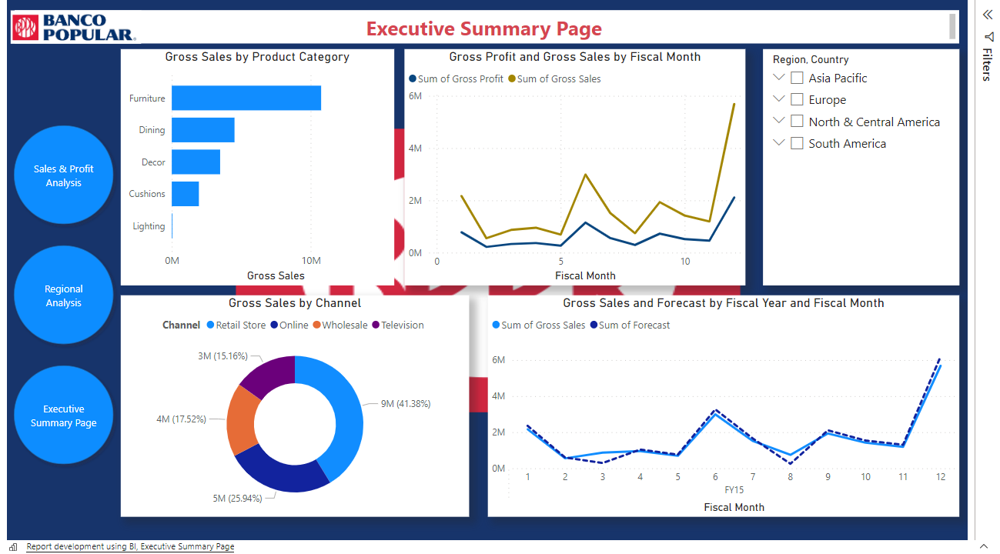 BANCO
POPULAR®
Executive Summary Page
Filters
Sales & Profit
Analysis
Regional
Analysis
Executive
Summary Page
Gross Sales by Product Category
Furniture
Dining
Decor
Cushions
Lighting
0M 10M
Gross Sales
Gross Profit and Gross Sales by Fiscal Month
Sum of Gross Profit Sum of Gross Sales
6M
4M
2M
0M
0 5 10
Fiscal Month
Region, Country
Asia Pacific
Europe
North & Central America
South America
Gross Sales by Channel
Channel Retail Store Online Wholesale Television
3M (15.16%)
9M (41.38%)
4M (17.52%)
5M (25.94%)
Gross Sales and Forecast by Fiscal Year and Fiscal Month
Sum of Gross Sales Sum of Forecast
6M
4M
2M
0M
1 2 3 4 5 6 7 8 9 10 11 12
FY15
Fiscal Month
Report development using BI, Executive Summary Page